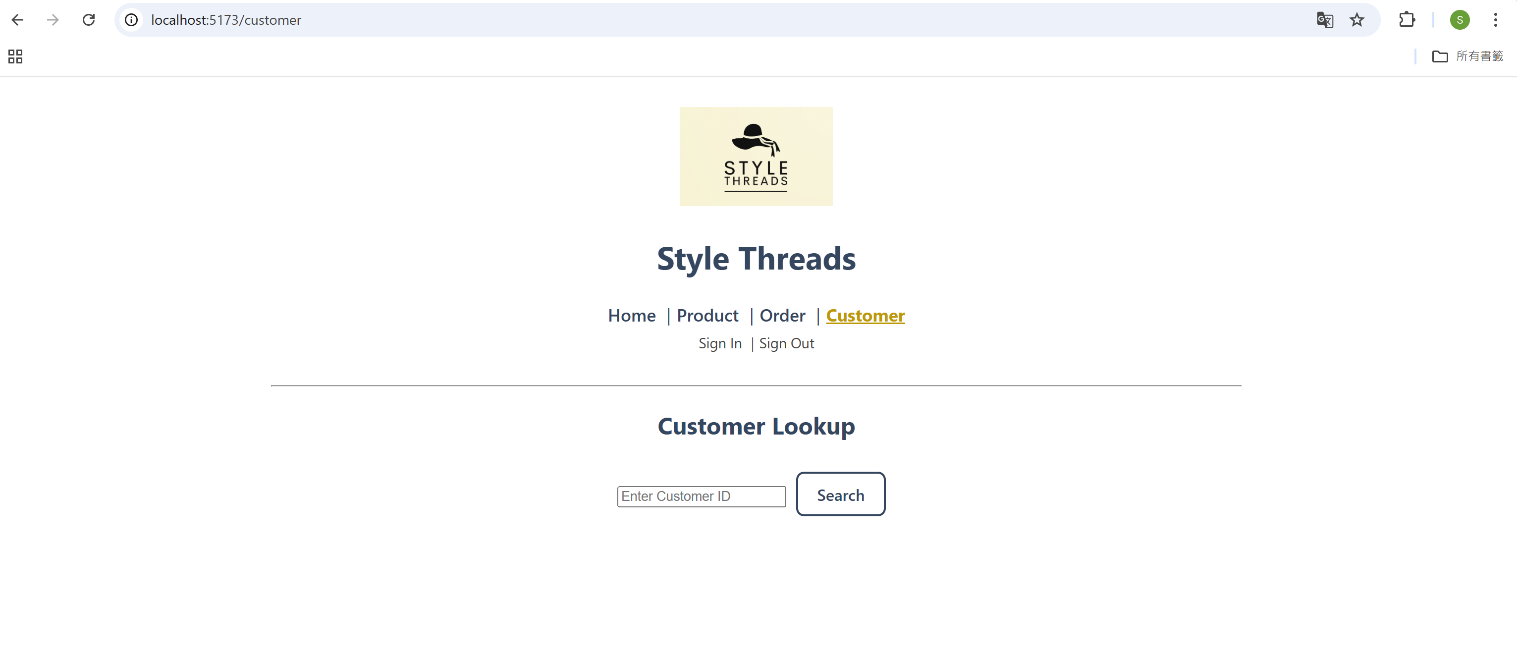 localhost:5173/customer
S
所有書籤
STYLE
THREADS
Style Threads
Home | Product | Order | Customer
Sign In | Sign Out
Customer Lookup
Enter Customer ID Search